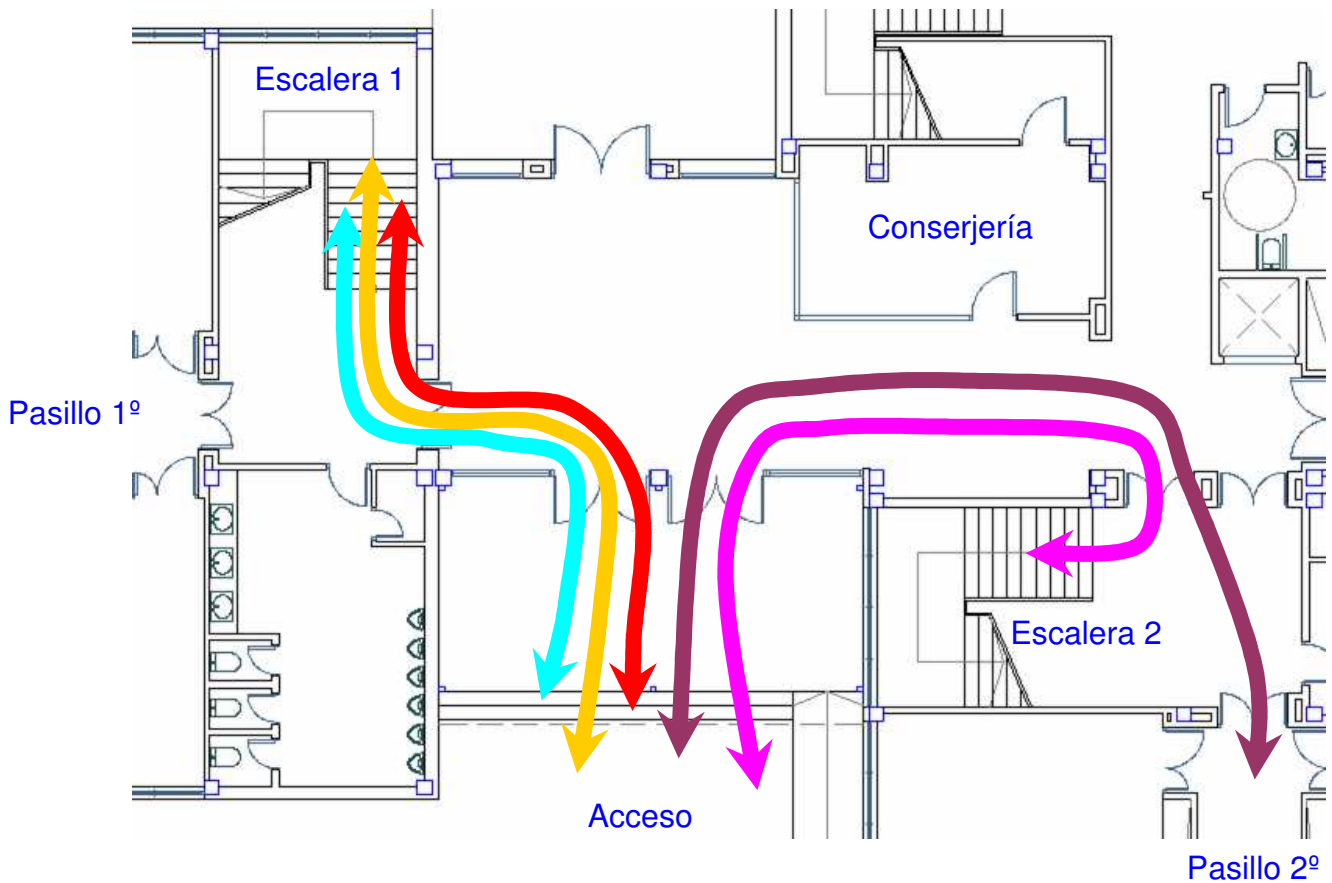 Escalera 1
Conserjería
Pasillo 1º
Escalera 2
Acceso
Pasillo 2º